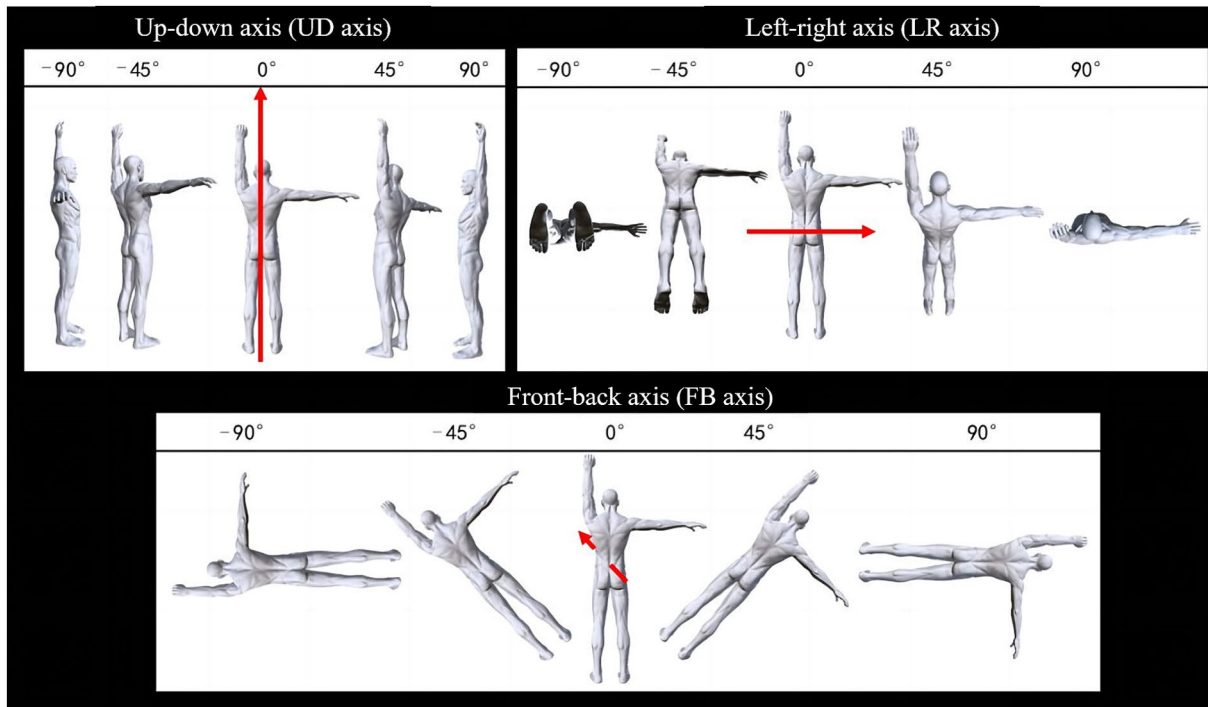 Up-down axis (UD axis)
Left-right axis (LR axis)
−90° −45° 0° 45° 90°
−90° −45° 0° 45° 90°
Front-back axis (FB axis)
−90° −45° 0° 45° 90°